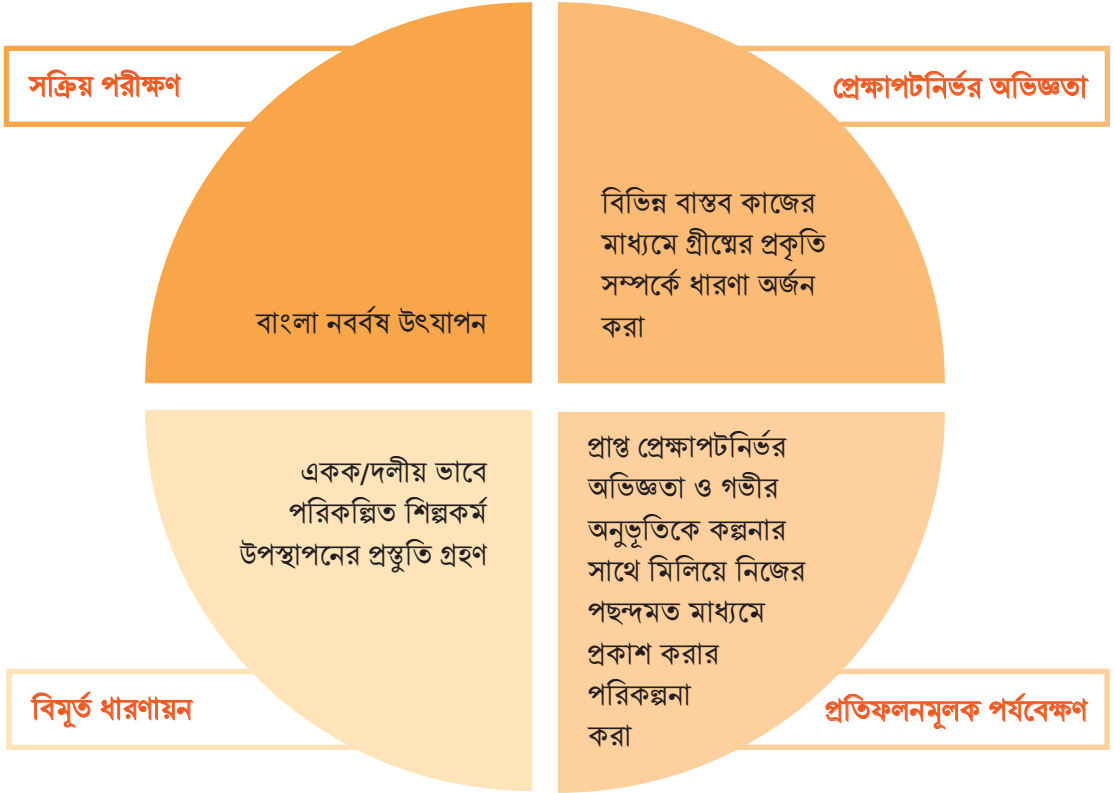 সক্রিয় পরীক্ষণ
প্রেক্ষাপটনির্ভর অভিজ্ঞতা
বিভিন্ন বাস্তব কাজের
মাধ্যমে গ্রীষ্মের প্রকৃতি
সম্পর্কে ধারণা অর্জন
করা
বাংলা নবর্বষ উৎযাপন
একক/দলীয় ভাবে
পরিকল্পিত শিল্পকর্ম
উপস্থাপনের প্রস্তুতি গ্রহণ
প্রাপ্ত প্রেক্ষাপটনির্ভর
অভিজ্ঞতা ও গভীর
অনুভূতিকে কল্পনার
সাথে মিলিয়ে নিজের
পছন্দমত মাধ্যমে
প্রকাশ করার
পরিকল্পনা
করা
বিমূর্ত ধারণায়ন
প্রতিফলনমূলক পর্যবেক্ষণ